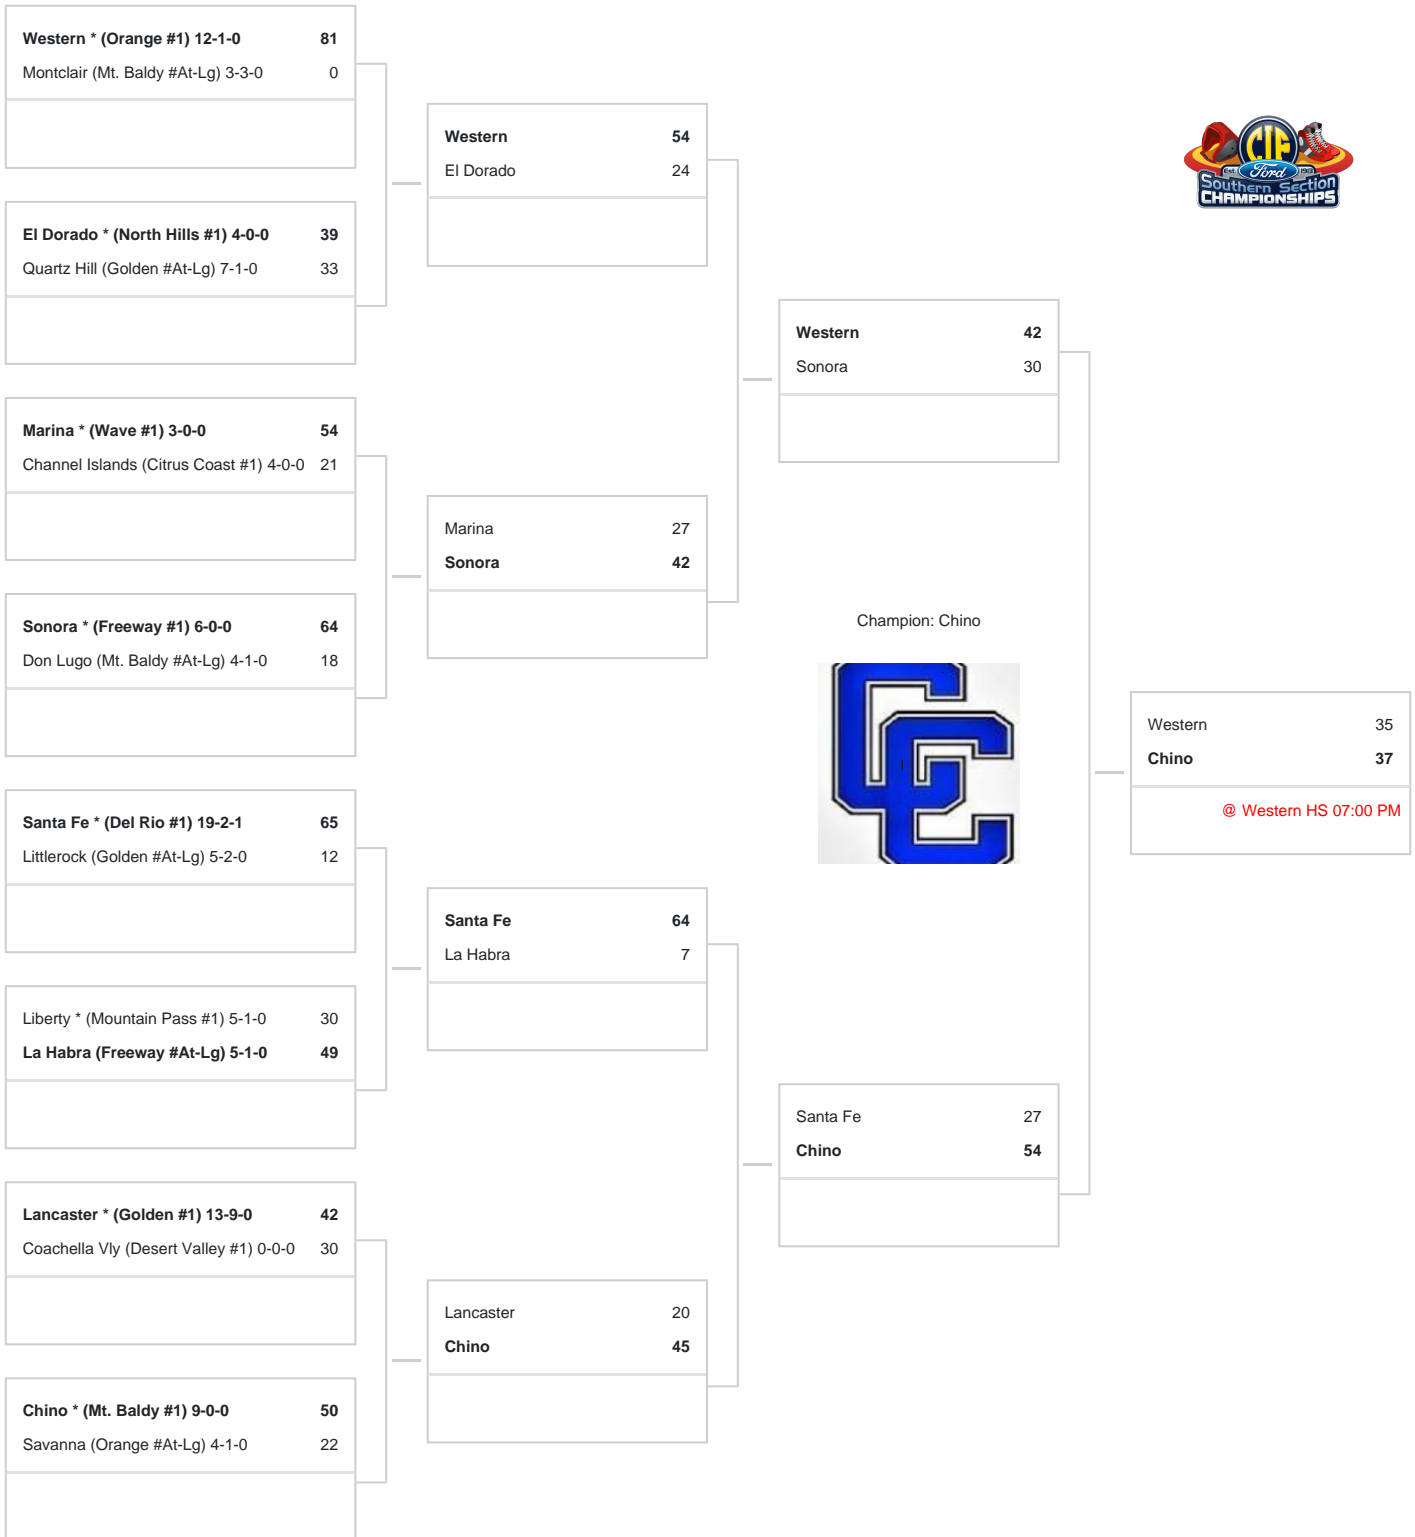 Western * (Orange #1) 12-1-0 81
Montclair (Mt. Baldy #At-Lg) 3-3-0 0
El Dorado * (North Hills #1) 4-0-0 39
Quartz Hill (Golden #At-Lg) 7-1-0 33
Marina * (Wave #1) 3-0-0 54
Channel Islands (Citrus Coast #1) 4-0-0 21
Sonora * (Freeway #1) 6-0-0 64
Don Lugo (Mt. Baldy #At-Lg) 4-1-0 18
Santa Fe * (Del Rio #1) 19-2-1 65
Littlerock (Golden #At-Lg) 5-2-0 12
Liberty * (Mountain Pass #1) 5-1-0 30
La Habra (Freeway #At-Lg) 5-1-0 49
Lancaster * (Golden #1) 13-9-0 42
Coachella Vly (Desert Valley #1) 0-0-0 30
Chino * (Mt. Baldy #1) 9-0-0 50
Savanna (Orange #At-Lg) 4-1-0 22
Western 54
El Dorado 24
Marina 27
Sonora 42
Santa Fe 64
La Habra 7
Lancaster 20
Chino 45
Western 42
Sonora 30
Santa Fe 27
Chino 54
Champion: Chino
CC
Western 35
Chino 37
@ Western HS 07:00 PM
CIF
Est. Ford 1913
Southern Section
CHAMPIONSHIPS